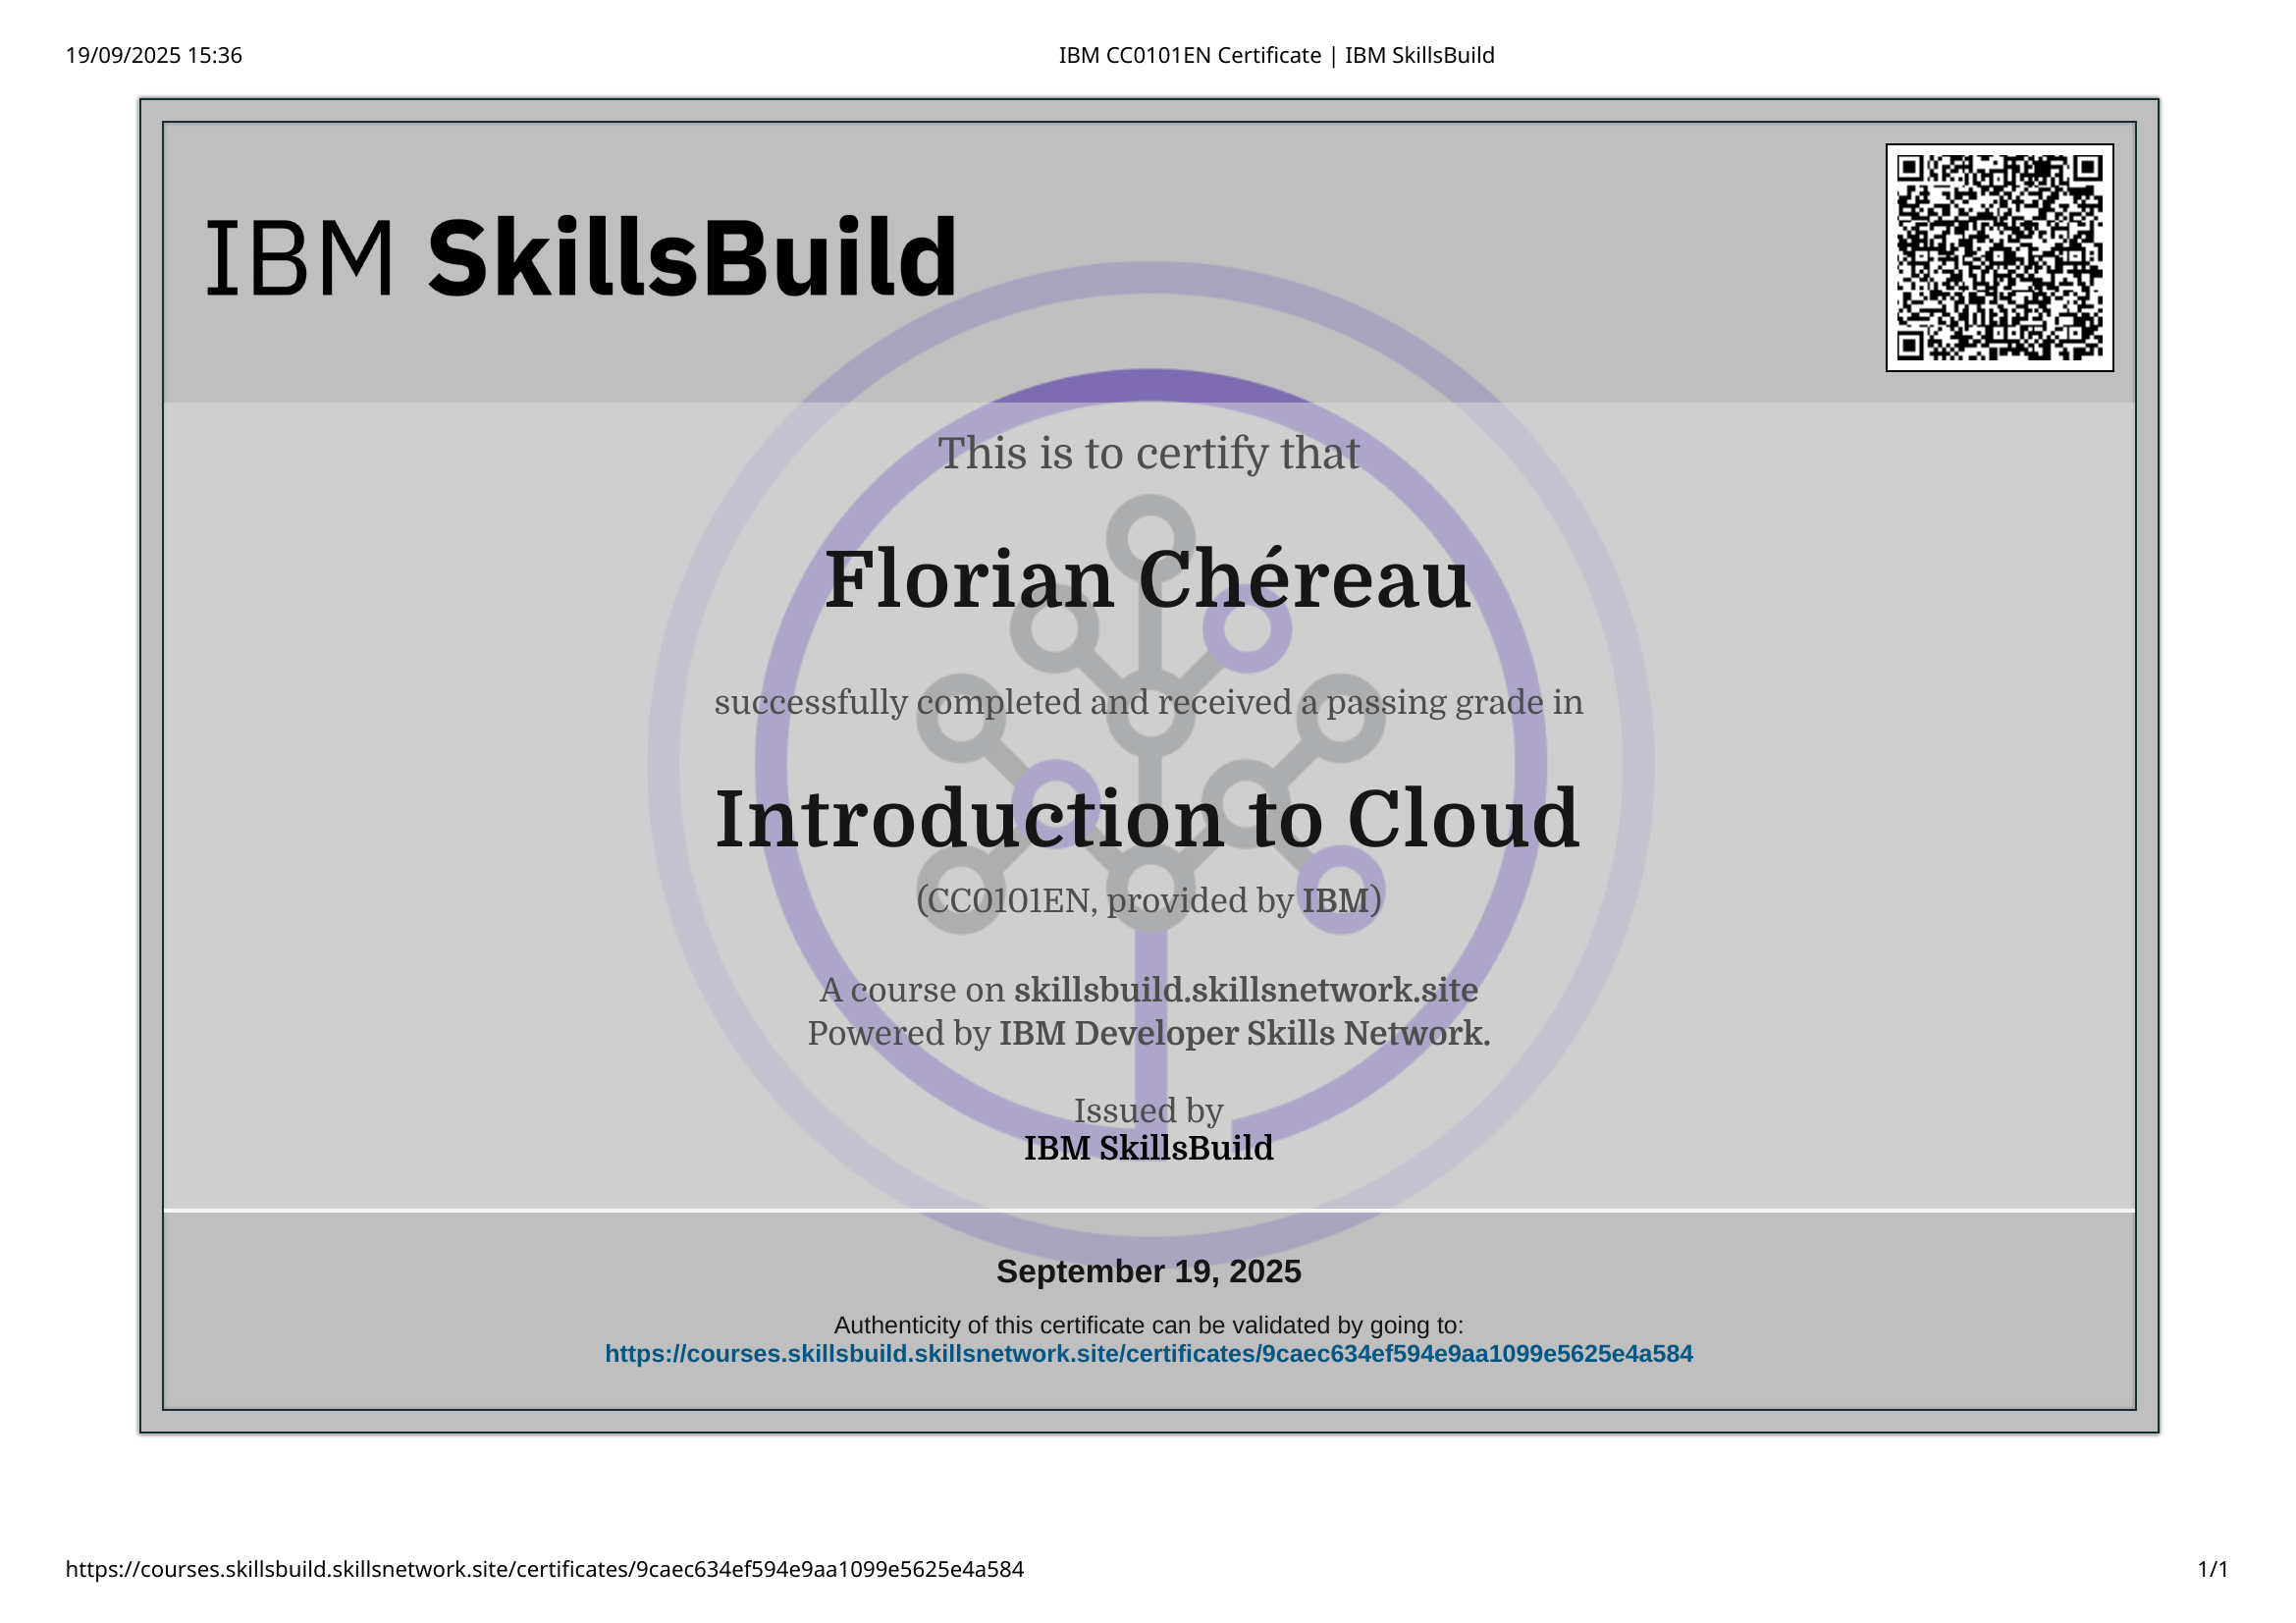 19/09/2025 15:36
IBM CC0101EN Certificate | IBM SkillsBuild
IBM SkillsBuild
This is to certify that
Florian Chéreau
successfully completed and received a passing grade in
Introduction to Cloud
(CC0101EN, provided by IBM)
A course on skillsbuild.skillsnetwork.site
Powered by IBM Developer Skills Network.
Issued by
IBM SkillsBuild
September 19, 2025
Authenticity of this certificate can be validated by going to:
https://courses.skillsbuild.skillsnetwork.site/certificates/9caec634ef594e9aa1099e5625e4a584
https://courses.skillsbuild.skillsnetwork.site/certificates/9caec634ef594e9aa1099e5625e4a584
1/1